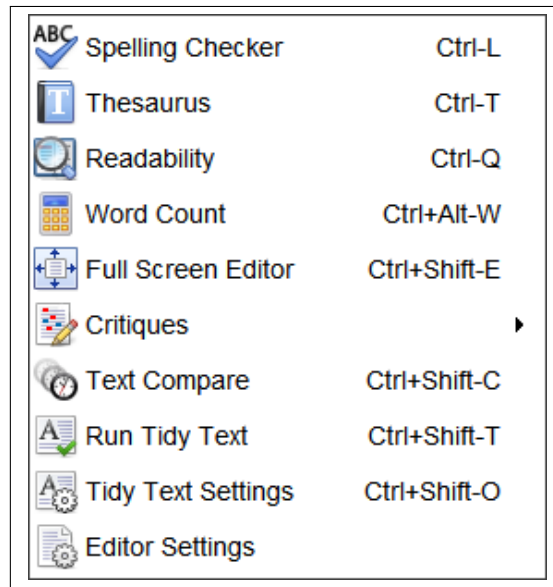 ABC Spelling Checker Ctrl-L
T Thesaurus Ctrl-T
Readability Ctrl-Q
Word Count Ctrl+Alt-W
Full Screen Editor Ctrl+Shift-E
Critiques
Text Compare Ctrl+Shift-C
A Run Tidy Text Ctrl+Shift-T
A Tidy Text Settings Ctrl+Shift-O
Editor Settings